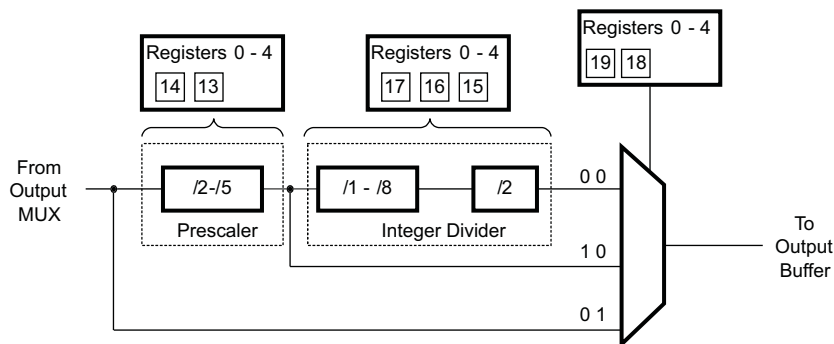 Registers 0 - 4
14 13
Registers 0 - 4
17 16 15
Registers 0 - 4
19 18
From
Output
MUX
/2-/5
Prescaler
/1 - /8
/2
Integer Divider
0 0
1 0
0 1
To
Output
Buffer